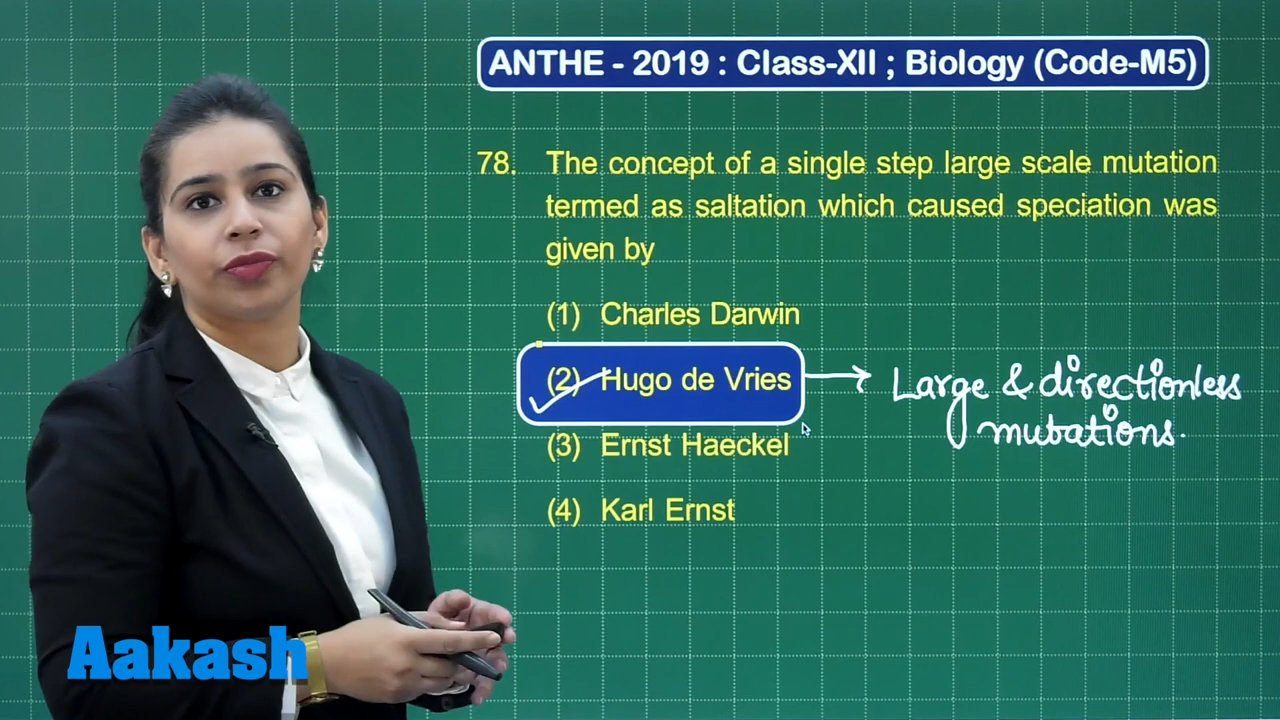 ANTHE - 2019 : Class-XII ; Biology (Code-M5)
78. The concept of a single step large scale mutation
termed as saltation which caused speciation was
given by
(1) Charles Darwin
(2) Hugo de Vries
Large & directionless
mutations.
(3) Ernst Haeckel
(4) Karl Ernst
Aakash